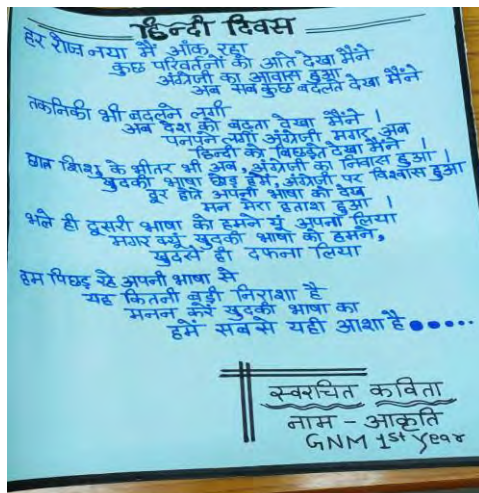 हिन्दी दिवस
हर रोज नया मैं आँक रहा
कुछ परिवर्तनों को आते देखा मैंने
अंग्रेजी का आवास हुआ
अब सब कुछ बदलते देखा मैंने
तकनिकी भी बदलने लगी
अब देश को बढ़ता देखा मैंने ।
पनपने लगी अंग्रेजी मगर अब
हिन्दी को बिछड़ते देखा मैंने ।
छात्र शिशु के भीतर भी अब, अंग्रेजी का निवास हुआ ।
खुदकी भाषा छोड़ हमें, अंग्रेजी पर विश्वास हुआ
दूर होते अपनी भाषा को देख
मन मेरा हताश हुआ ।
भले ही दुसरी भाषा को हमने यूं अपना लिया
मगर क्यूं खुदकी भाषा को हमने,
खुदसे ही दफना लिया
हम पिछड़ रहे अपनी भाषा से
यह कितनी बड़ी निराशा है
मनन करें खुदकी भाषा का
हमें सबसे यही आशा है .....
स्वरचित कविता
नाम - आकृति
GNM 1st Year